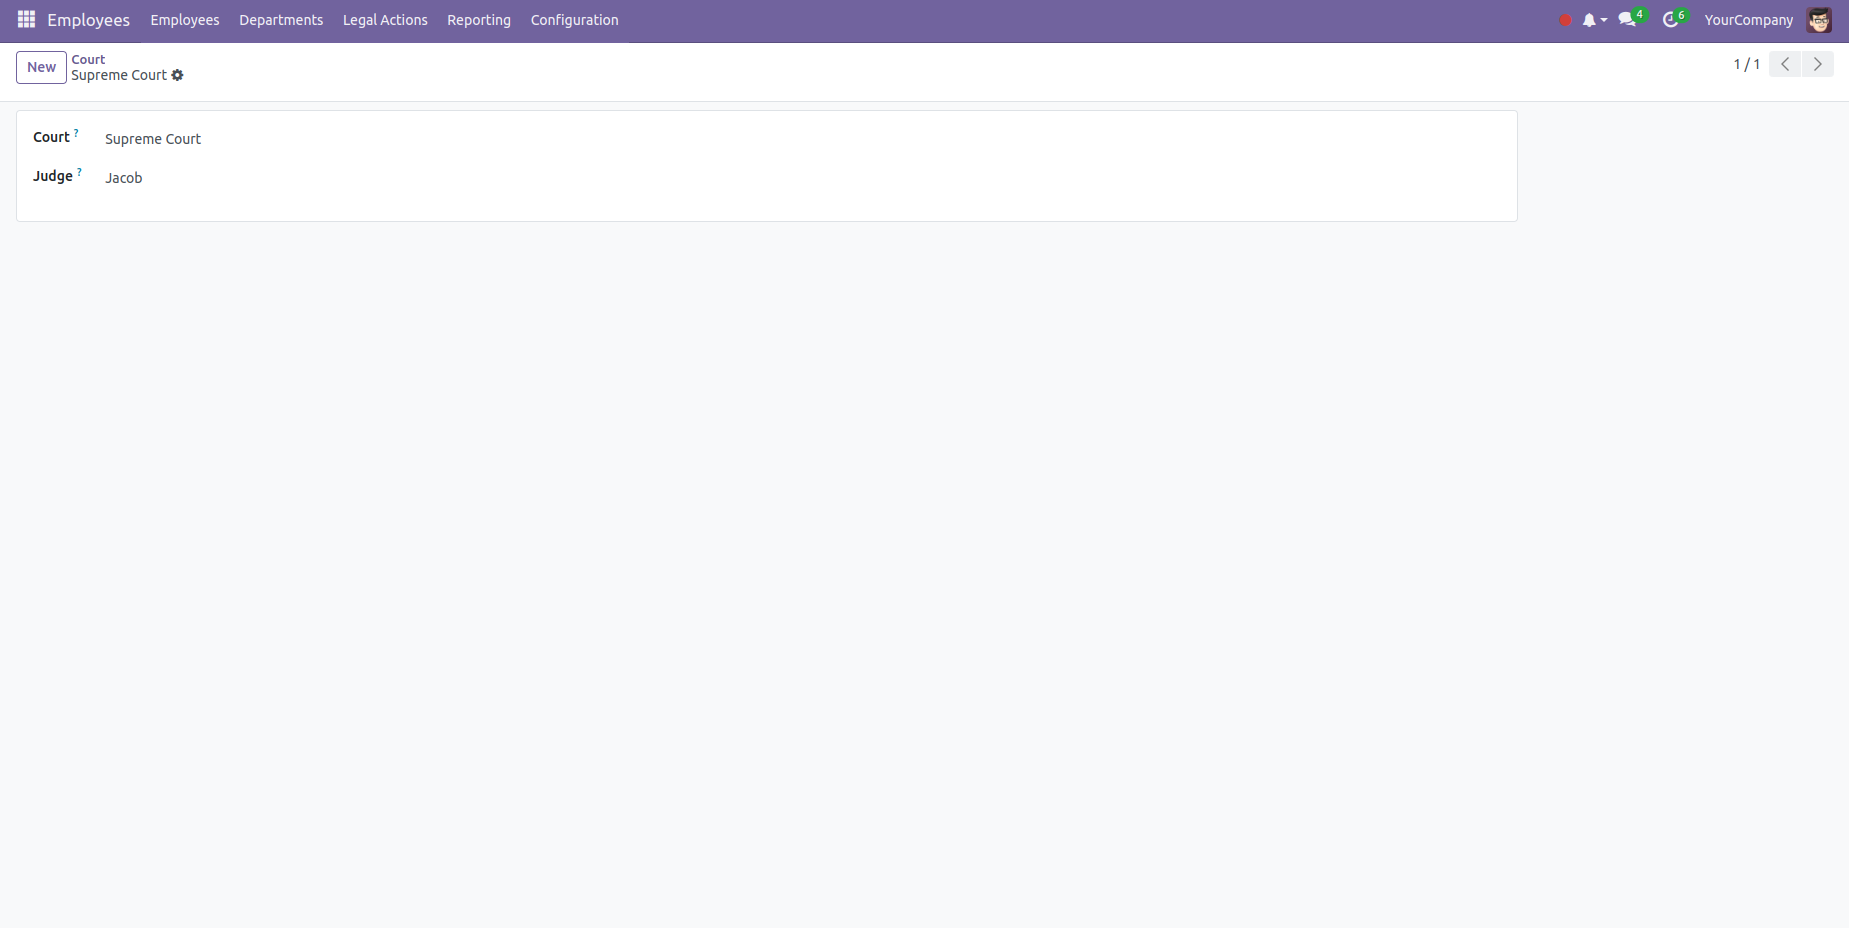 Employees Employees Departments Legal Actions Reporting Configuration 4 6 YourCompany
New Court 1 / 1
Supreme Court
Court ? Supreme Court
Judge ? Jacob